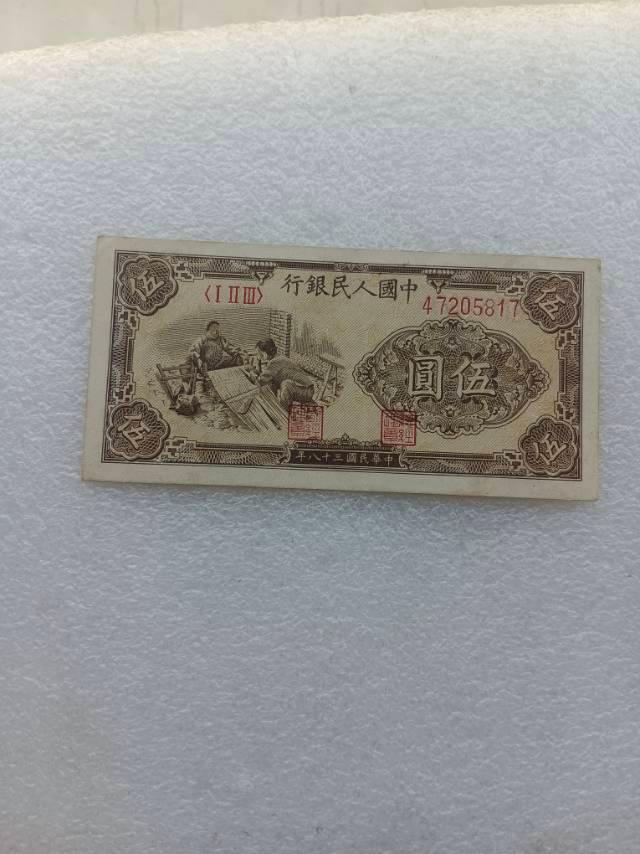 中國人民銀行
〈I II III〉
47205817
伍
伍
伍圓
伍
伍
中華民國三十八年